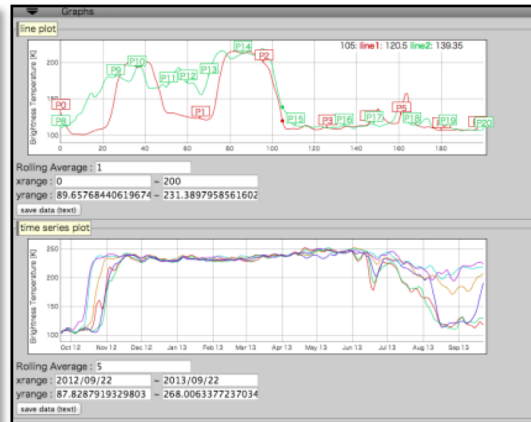 Graphs
line plot
105: line1: 120.5 line2: 139.35
Brightness Temperature [K]
200
150
100
P0
P8
P9
P10
P11
P12
P13
P14
P1
P2
P15
P3
P16
P17
P5
P18
P19
P20
0 20 40 60 80 100 120 140 160 180
Rolling Average : 1
xrange : 0 ~ 200
yrange : 89.65768440619674 ~ 231.3897958561602
save data (text)
time series plot
Brightness Temperature [K]
250
200
150
100
Oct 12 Nov 12 Dec 12 Jan 13 Feb 13 Mar 13 Apr 13 May 13 Jun 13 Jul 13 Aug 13 Sep 13
Rolling Average : 5
xrange : 2012/09/22 ~ 2013/09/22
yrange : 87.8287919329803 ~ 268.0063377237034
save data (text)